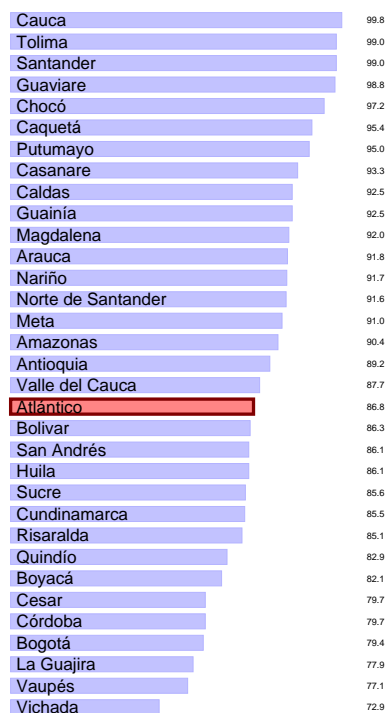 Cauca 99.8
Tolima 99.0
Santander 99.0
Guaviare 98.8
Chocó 97.2
Caquetá 95.4
Putumayo 95.0
Casanare 93.3
Caldas 92.5
Guainía 92.5
Magdalena 92.0
Arauca 91.8
Nariño 91.7
Norte de Santander 91.6
Meta 91.0
Amazonas 90.4
Antioquia 89.2
Valle del Cauca 87.7
Atlántico 86.8
Bolivar 86.3
San Andrés 86.1
Huila 86.1
Sucre 85.6
Cundinamarca 85.5
Risaralda 85.1
Quindío 82.9
Boyacá 82.1
Cesar 79.7
Córdoba 79.7
Bogotá 79.4
La Guajira 77.9
Vaupés 77.1
Vichada 72.9